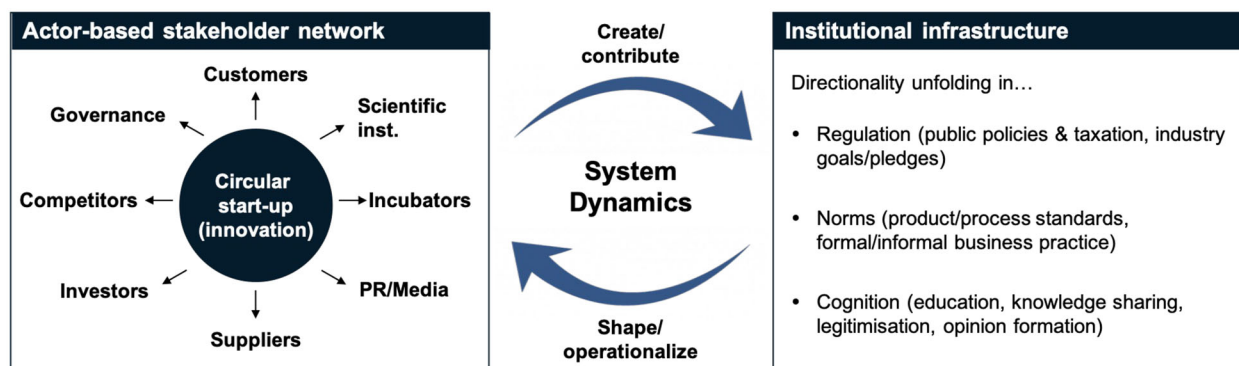 Actor-based stakeholder network
Customers
Governance
Scientific
inst.
Competitors
Circular
start-up
(innovation)
Incubators
Investors
PR/Media
Suppliers
Create/
contribute
System
Dynamics
Shape/
operationalize
Institutional infrastructure
Directionality unfolding in…
• Regulation (public policies & taxation, industry
goals/pledges)
• Norms (product/process standards,
formal/informal business practice)
• Cognition (education, knowledge sharing,
legitimisation, opinion formation)